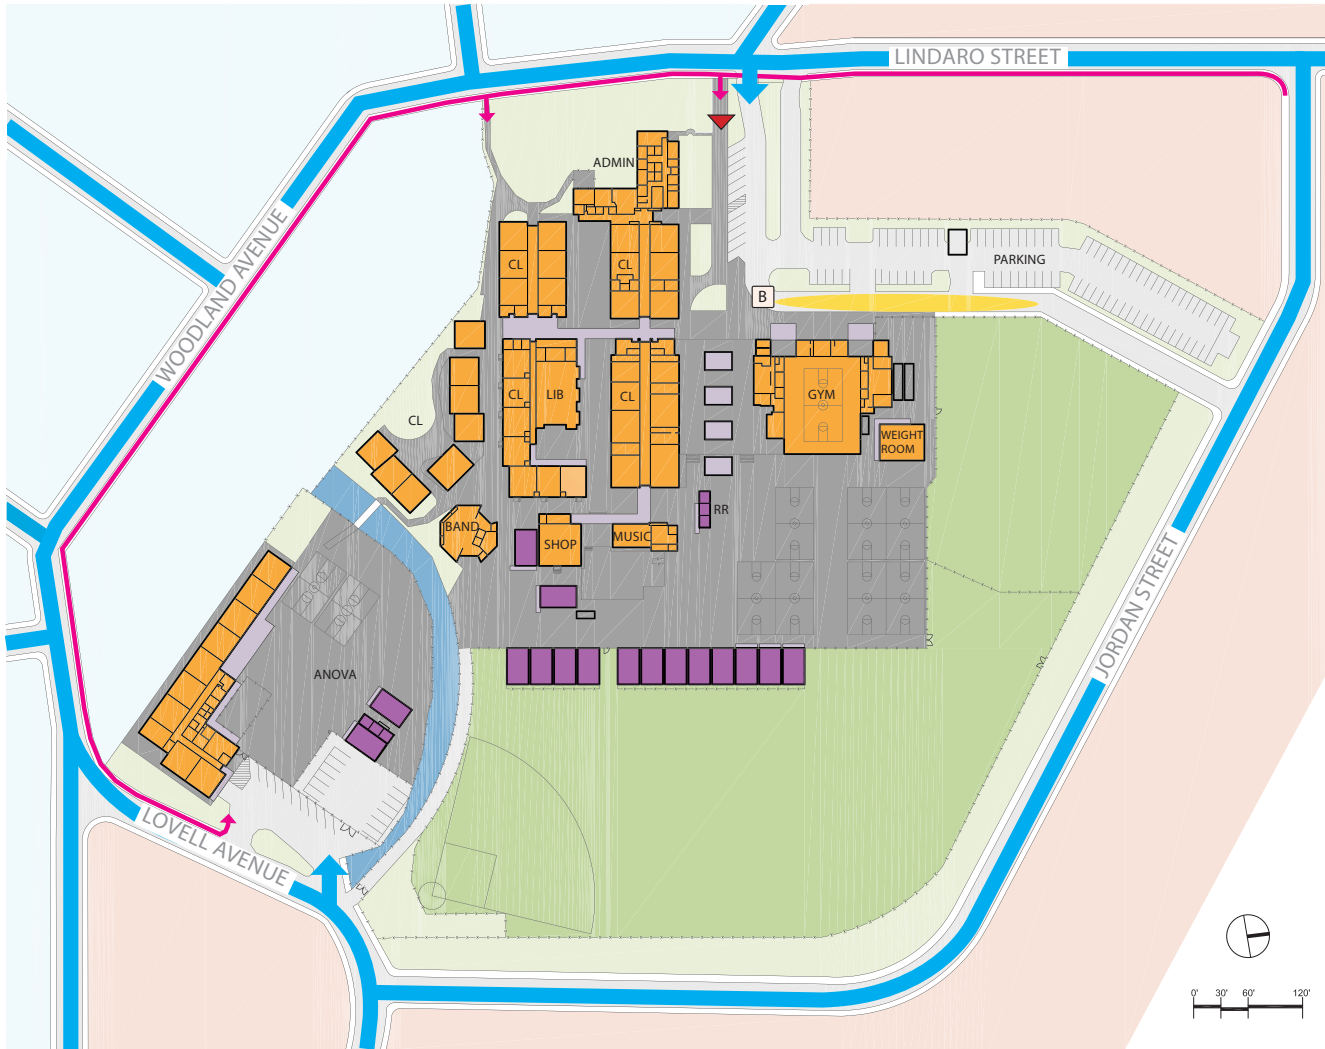 LINDARO STREET
ADMIN
WOODLAND AVENUE
CL
CL
PARKING
B
CL
LIB
CL
GYM
CL
WEIGHT
ROOM
RR
BAND
SHOP
MUSIC
JORDAN STREET
ANOVA
LOVELL AVENUE
0' 30' 60' 120'